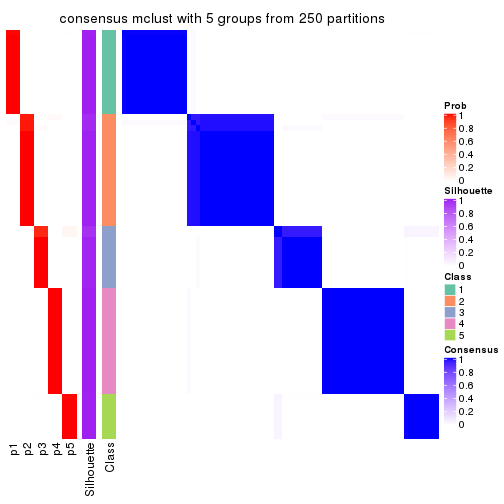 consensus mclust with 5 groups from 250 partitions
p1
p2
p3
p4
p5
Silhouette
Class
Prob
1
0.8
0.6
0.4
0.2
0
Silhouette
1
0.8
0.6
0.4
0.2
0
Class
1
2
3
4
5
Consensus
1
0.8
0.6
0.4
0.2
0